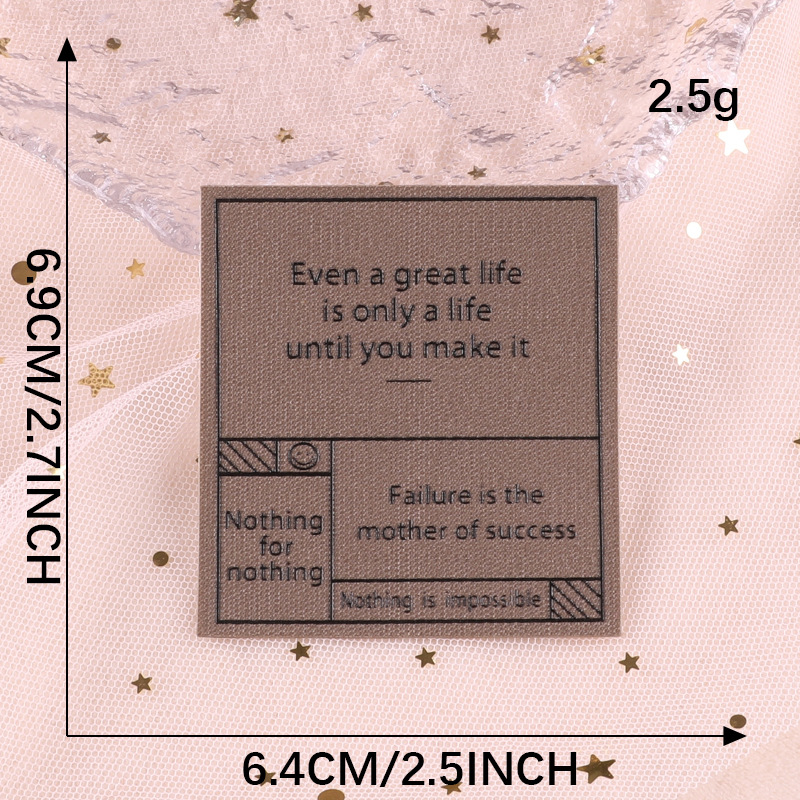 2.5g
6.9CM/2.7INCH
Even a great life
is only a life
until you make it
Nothing
for
nothing
Failure is the
mother of success
Nothing is impossible
6.4CM/2.5INCH